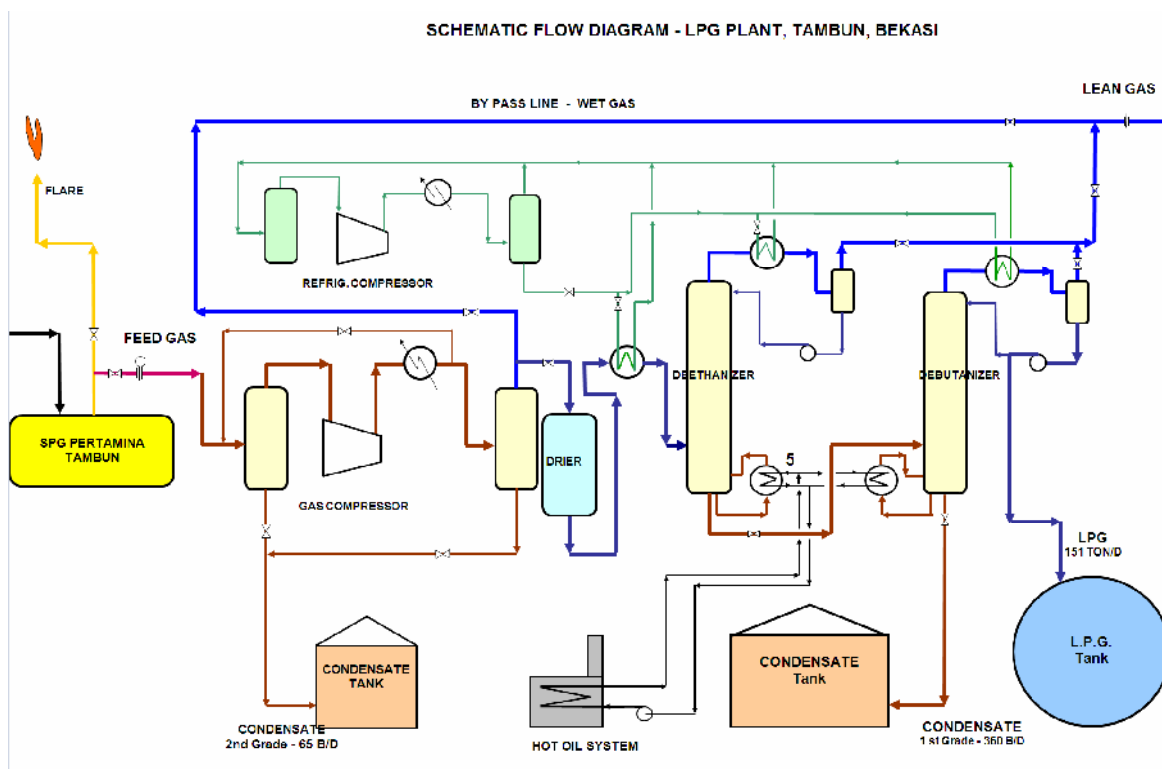 SCHEMATIC FLOW DIAGRAM - LPG PLANT, TAMBUN, BEKASI
LEAN GAS
BY PASS LINE - WET GAS
FLARE
REFRIG.COMPRESSOR
FEED GAS
DEETHANIZER
DEBUTANIZER
SPG PERTAMINA
TAMBUN
DRIER
5
GAS COMPRESSOR
LPG
151 TON/D
CONDENSATE
TANK
CONDENSATE
Tank
L.P.G.
Tank
CONDENSATE
2nd Grade - 65 B/D
HOT OIL SYSTEM
CONDENSATE
1st Grade - 360 B/D